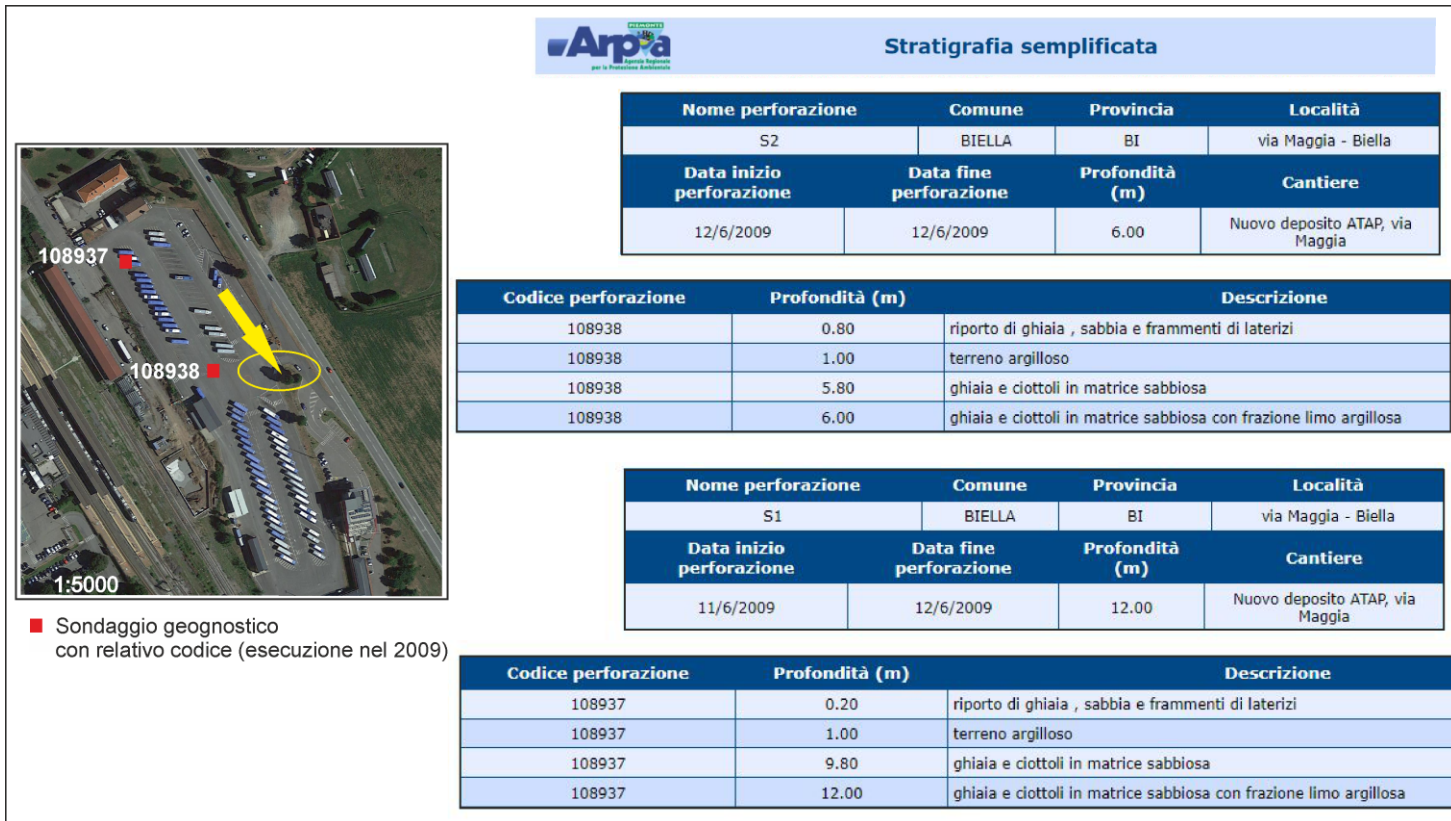 PIEMONTE
Arpa
Agenzia Regionale
per la Protezione Ambientale
Stratigrafia semplificata
Nome perforazione Comune Provincia Località
S2 BIELLA BI via Maggia - Biella
Data inizio perforazione Data fine perforazione Profondità (m) Cantiere
12/6/2009 12/6/2009 6.00 Nuovo deposito ATAP, via Maggia
Codice perforazione Profondità (m) Descrizione
108938 0.80 riporto di ghiaia , sabbia e frammenti di laterizi
108938 1.00 terreno argilloso
108938 5.80 ghiaia e ciottoli in matrice sabbiosa
108938 6.00 ghiaia e ciottoli in matrice sabbiosa con frazione limo argillosa
Nome perforazione Comune Provincia Località
S1 BIELLA BI via Maggia - Biella
Data inizio perforazione Data fine perforazione Profondità (m) Cantiere
11/6/2009 12/6/2009 12.00 Nuovo deposito ATAP, via Maggia
Codice perforazione Profondità (m) Descrizione
108937 0.20 riporto di ghiaia , sabbia e frammenti di laterizi
108937 1.00 terreno argilloso
108937 9.80 ghiaia e ciottoli in matrice sabbiosa
108937 12.00 ghiaia e ciottoli in matrice sabbiosa con frazione limo argillosa
108937
108938
1:5000
Sondaggio geognostico
con relativo codice (esecuzione nel 2009)